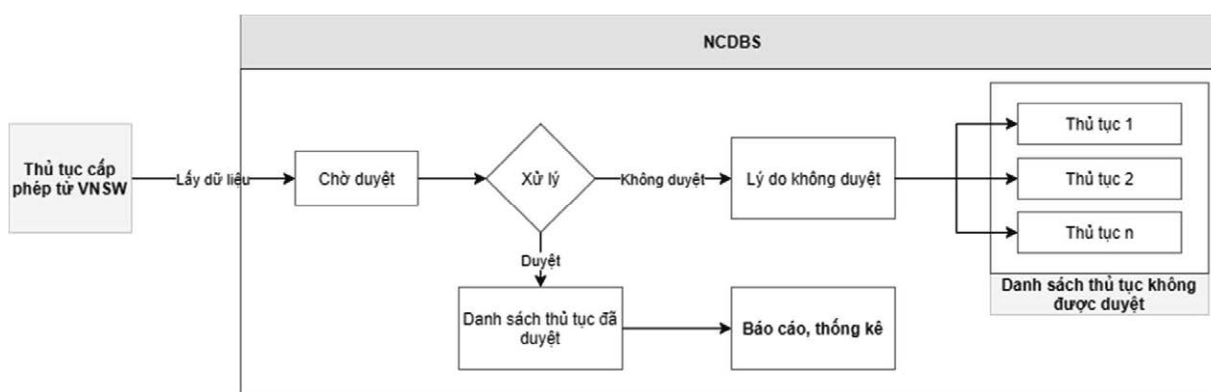 NCDBS
Thủ tục cấp
phép từ VNSW
Lấy dữ liệu
Chờ duyệt
Xử lý
Không duyệt
Lý do không duyệt
Thủ tục 1
Thủ tục 2
Thủ tục n
Danh sách thủ tục không
được duyệt
Duyệt
Danh sách thủ tục đã
duyệt
Báo cáo, thống kê